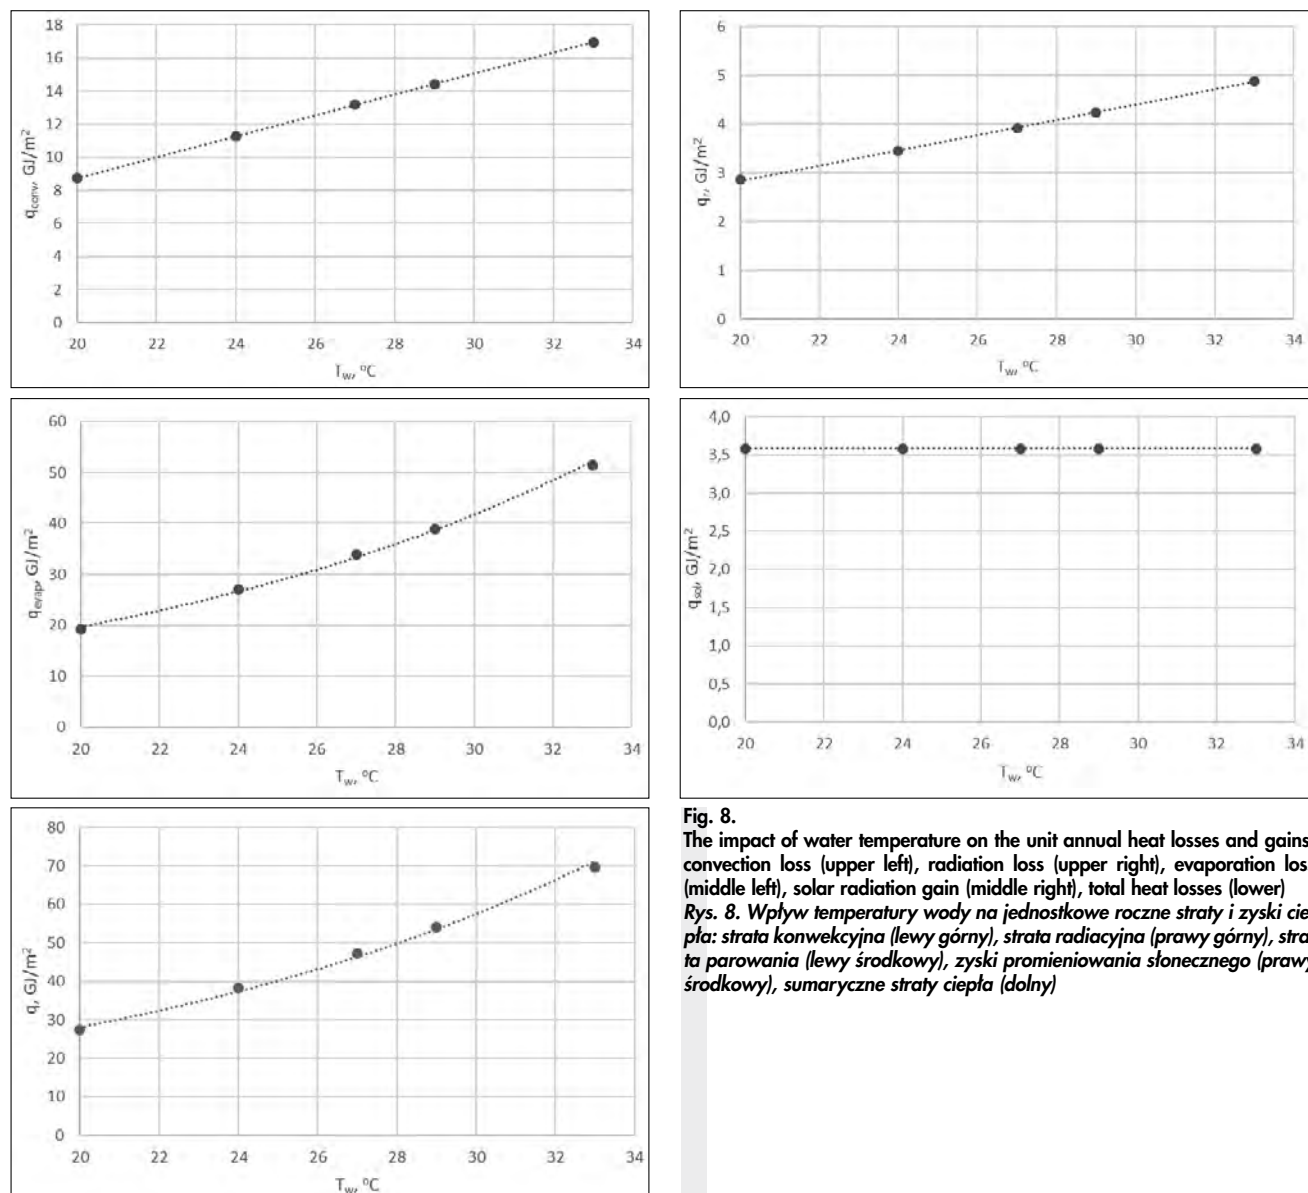 18
16
14
12
10
8
6
4
2
0
q_conv, GJ/m²
20 22 24 26 28 30 32 34
T_w, °C
6
5
4
3
2
1
0
q_r, GJ/m²
20 22 24 26 28 30 32 34
T_w, °C
60
50
40
30
20
10
0
q_evap, GJ/m²
20 22 24 26 28 30 32 34
T_w, °C
4,0
3,5
3,0
2,5
2,0
1,5
1,0
0,5
0,0
q_sol, GJ/m²
20 22 24 26 28 30 32 34
T_w, °C
80
70
60
50
40
30
20
10
0
q, GJ/m²
20 22 24 26 28 30 32 34
T_w, °C
Fig. 8.
The impact of water temperature on the unit annual heat losses and gains
convection loss (upper left), radiation loss (upper right), evaporation los
(middle left), solar radiation gain (middle right), total heat losses (lower)
Rys. 8. Wpływ temperatury wody na jednostkowe roczne straty i zyski cie
pła: strata konwekcyjna (lewy górny), strata radiacyjna (prawy górny), stra
ta parowania (lewy środkowy), zyski promieniowania słonecznego (prawy
środkowy), sumaryczne straty ciepła (dolny)